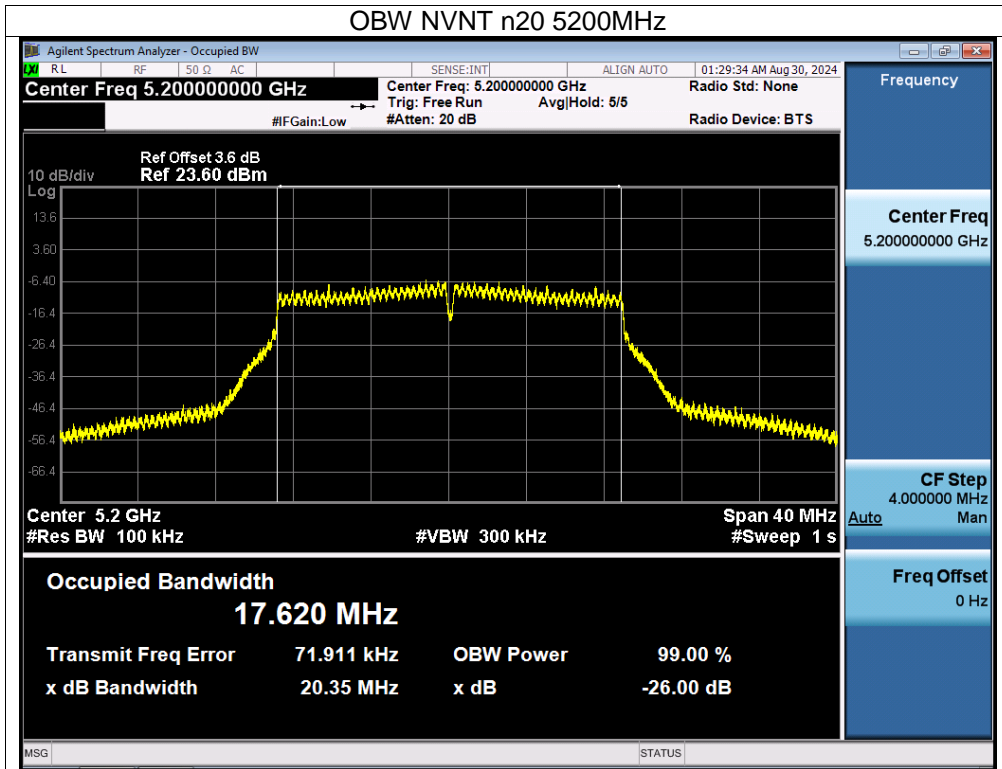 OBW NVNT n20 5200MHz
Agilent Spectrum Analyzer - Occupied BW
LXI RL RF 50 Ω AC SENSE:INT ALIGN AUTO 01:29:34 AM Aug 30, 2024
Center Freq 5.200000000 GHz Center Freq: 5.200000000 GHz Radio Std: None
Trig: Free Run Avg|Hold: 5/5
#IFGain:Low #Atten: 20 dB Radio Device: BTS
Frequency
Ref Offset 3.6 dB
10 dB/div Ref 23.60 dBm
Log
13.6
3.60
-6.40
-16.4
-26.4
-36.4
-46.4
-56.4
-66.4
Center 5.2 GHz Span 40 MHz
#Res BW 100 kHz #VBW 300 kHz #Sweep 1 s
Center Freq
5.200000000 GHz
CF Step
4.000000 MHz
Auto Man
Freq Offset
0 Hz
Occupied Bandwidth
17.620 MHz
Transmit Freq Error 71.911 kHz OBW Power 99.00 %
x dB Bandwidth 20.35 MHz x dB -26.00 dB
MSG STATUS